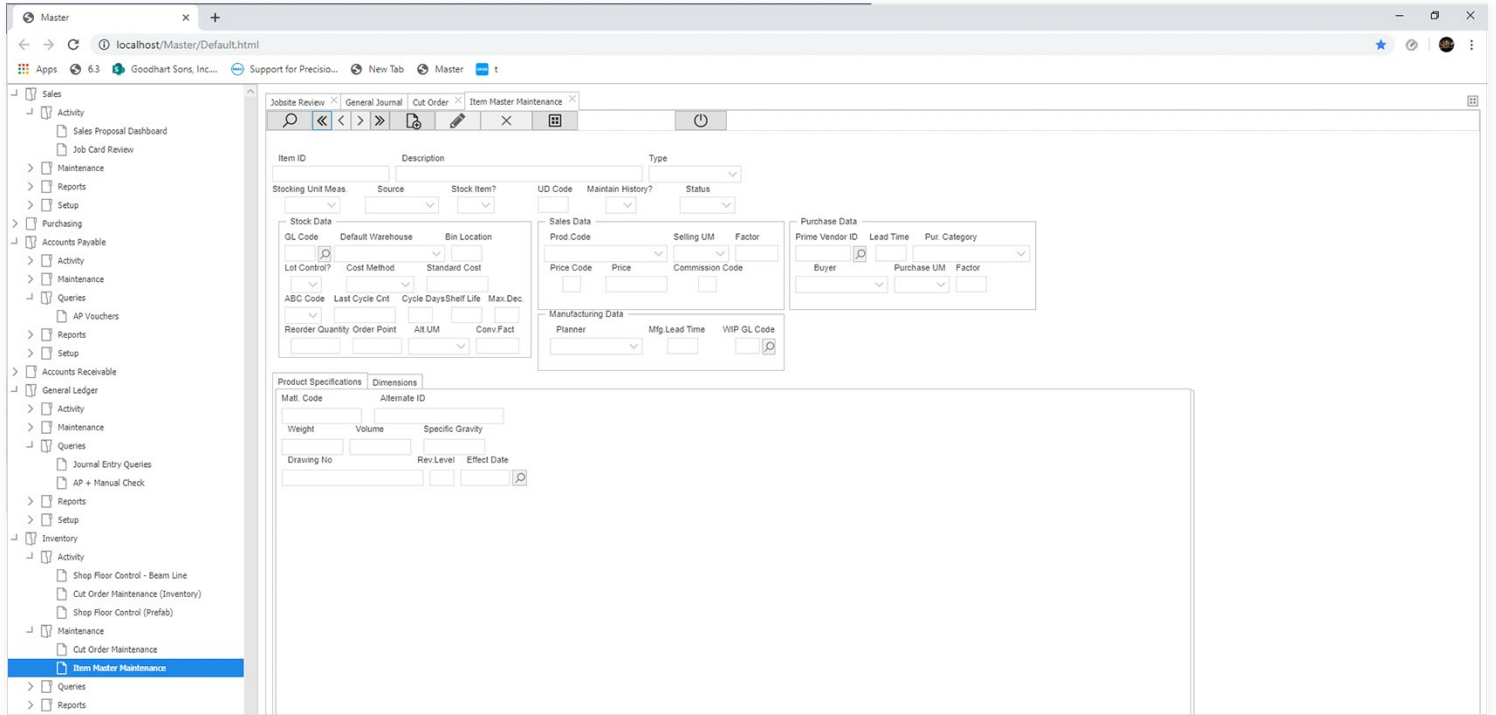 Master
localhost/Master/Default.html
Apps 6.3 Goodhart Sons, Inc.... Support for Precisio... New Tab Master t
Sales
Activity
Sales Proposal Dashboard
Job Card Review
Maintenance
Reports
Setup
Purchasing
Accounts Payable
Activity
Maintenance
Queries
AP Vouchers
Reports
Setup
Accounts Receivable
General Ledger
Activity
Maintenance
Queries
Journal Entry Queries
AP + Manual Check
Reports
Setup
Inventory
Activity
Shop Floor Control - Beam Line
Cut Order Maintenance (Inventory)
Shop Floor Control (Prefab)
Maintenance
Cut Order Maintenance
Item Master Maintenance
Queries
Reports
Jobsite Review General Journal Cut Order Item Master Maintenance
Item ID Description Type
Stocking Unit Meas. Source Stock Item? UD Code Maintain History? Status
Stock Data
GL Code Default Warehouse Bin Location
Lot Control? Cost Method Standard Cost
ABC Code Last Cycle Cnt Cycle Days Shelf Life Max.Dec.
Reorder Quantity Order Point Alt.UM Conv.Fact
Sales Data
Prod.Code Selling UM Factor
Price Code Price Commission Code
Manufacturing Data
Planner Mfg.Lead Time WIP GL Code
Purchase Data
Prime Vendor ID Lead Time Pur. Category
Buyer Purchase UM Factor
Product Specifications Dimensions
Matl. Code Alternate ID
Weight Volume Specific Gravity
Drawing No Rev.Level Effect Date